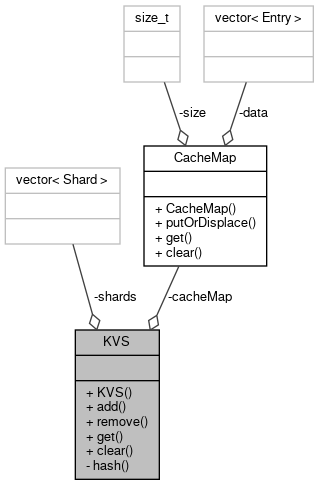 size_t
vector< Entry >
-size
-data
CacheMap
+ CacheMap()
+ putOrDisplace()
+ get()
+ clear()
vector< Shard >
-shards
-cacheMap
KVS
+ KVS()
+ add()
+ remove()
+ get()
+ clear()
- hash()